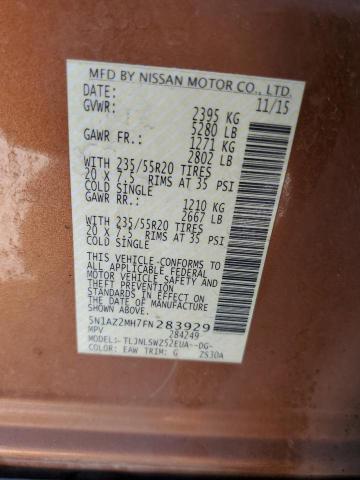 MFD BY NISSAN MOTOR CO., LTD.
DATE: 11/15
GVWR: 2395 KG
5280 LB
GAWR FR.: 1271 KG
2802 LB
WITH 235/55R20 TIRES
20 x 7.5 RIMS AT 35 PSI
COLD SINGLE
GAWR RR.: 1210 KG
2667 LB
WITH 235/55R20 TIRES
20 x 7.5 RIMS AT 35 PSI
COLD SINGLE
THIS VEHICLE CONFORMS TO
ALL APPLICABLE FEDERAL
MOTOR VEHICLE SAFETY AND
THEFT PREVENTION
STANDARDS IN EFFECT ON
THE DATE OF MANUFACTURE
SHOWN ABOVE.
5N1AZ2MH7FN283929
MPV 284249
MODEL:- TLJNLSWZ52EUA--DG-
COLOR: EAW TRIM: G ZS30A